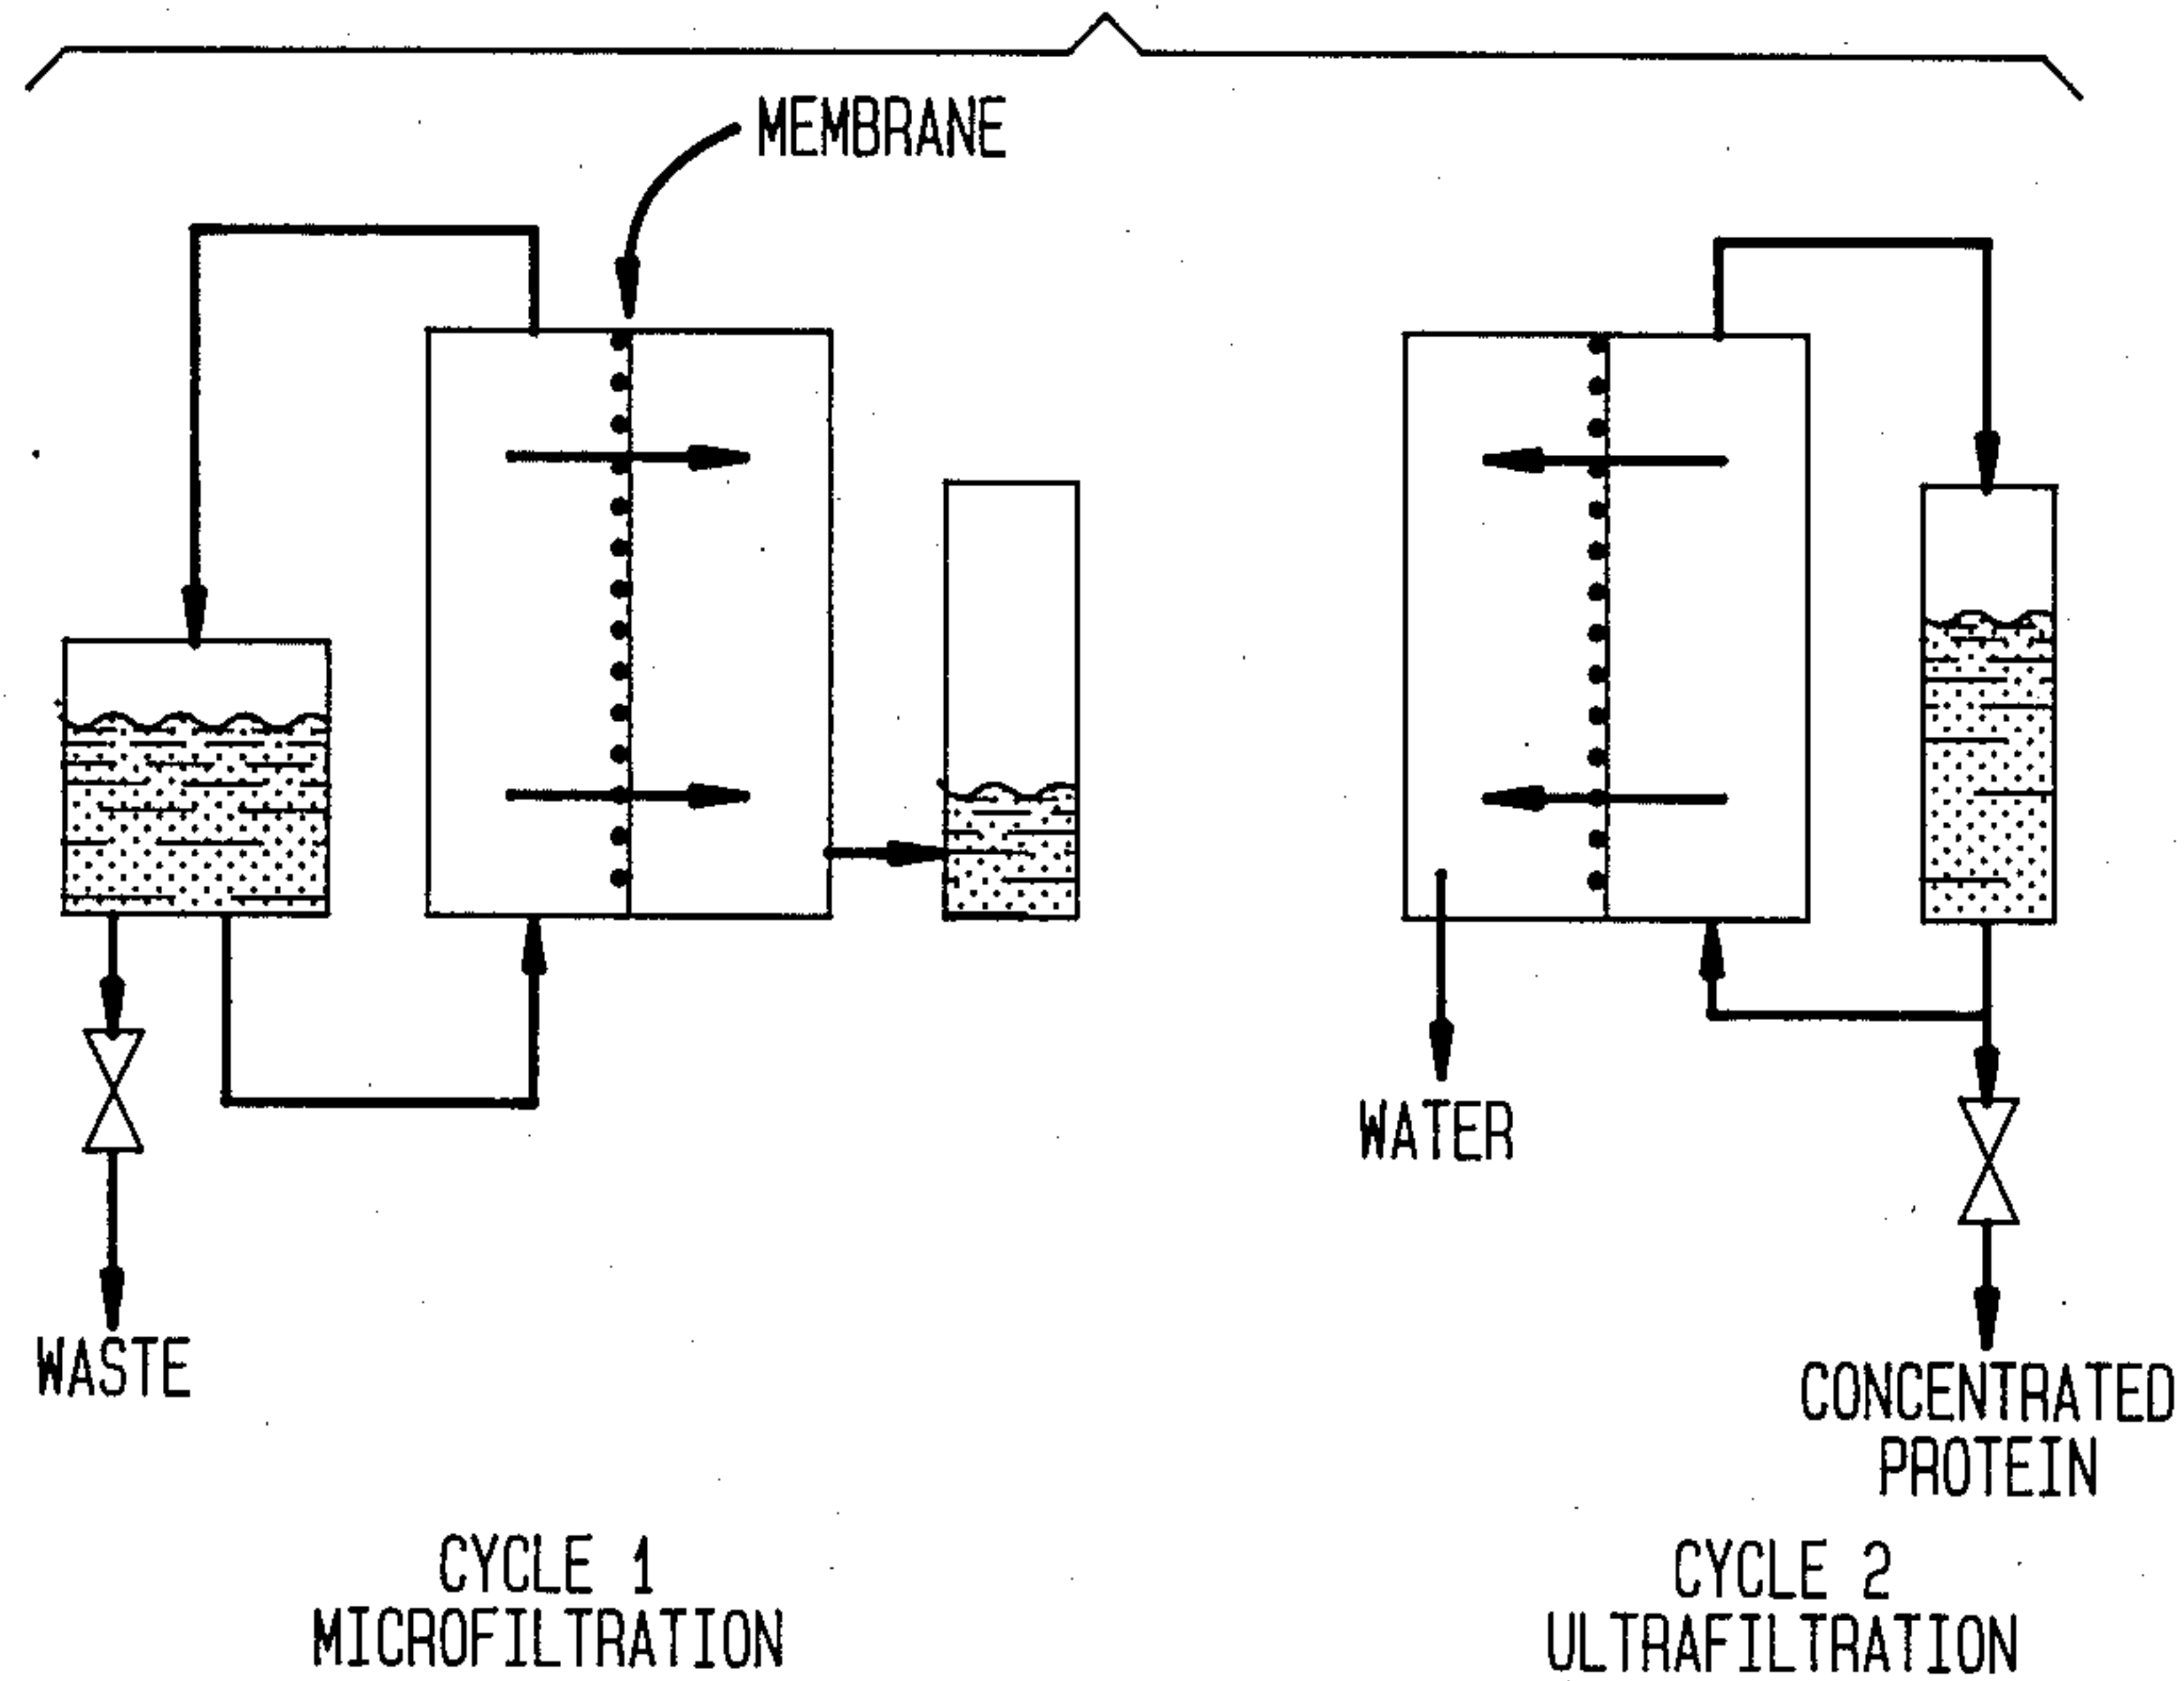 MEMBRANE
WATER
WASTE
CONCENTRATED
PROTEIN
CYCLE 1
MICROFILTRATION
CYCLE 2
ULTRAFILTRATION